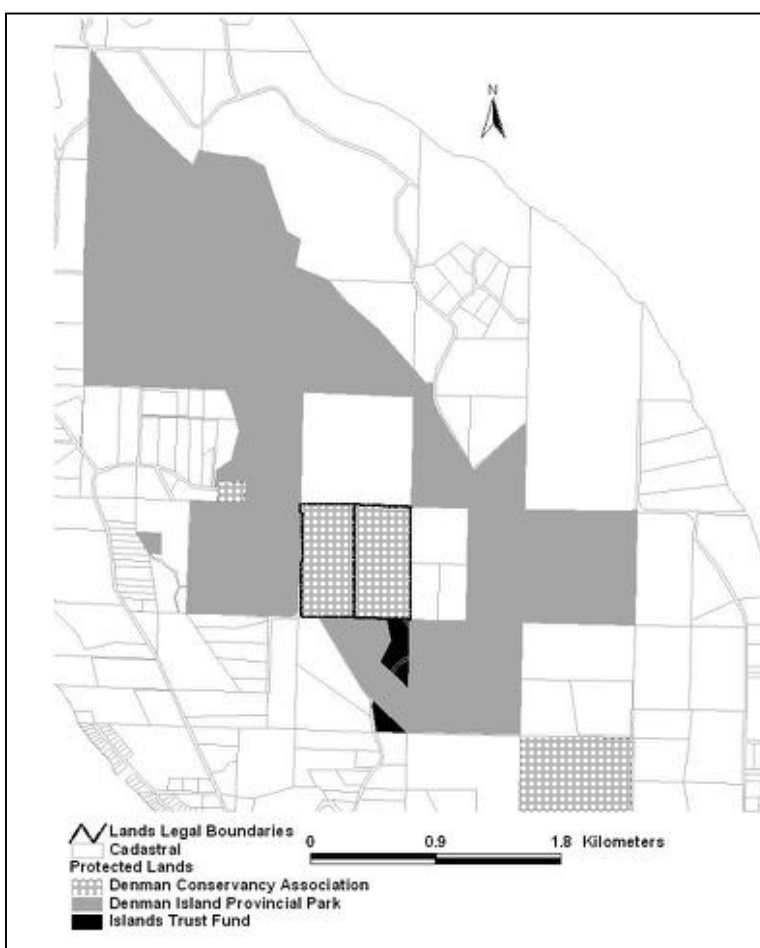 N
Lands Legal Boundaries
Cadastral
0 0.9 1.8 Kilometers
Protected Lands
Denman Conservancy Association
Denman Island Provincial Park
Islands Trust Fund